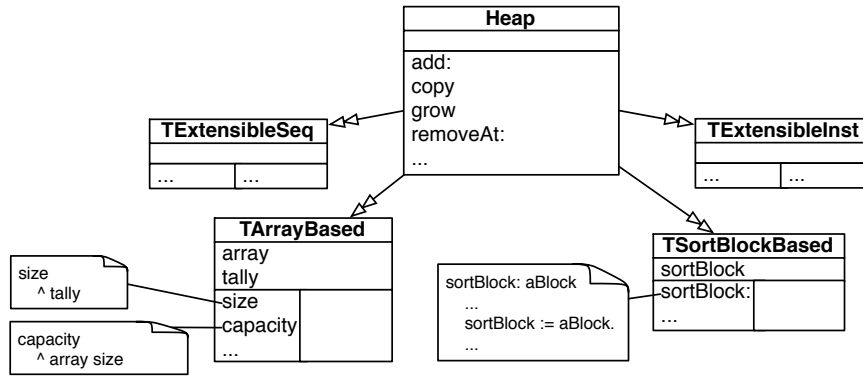 Heap
add:
copy
grow
removeAt:
...
TExtensibleSeq
... ...
TExtensibleInst
... ...
TArrayBased
array
tally
size
capacity
...
size
^ tally
capacity
^ array size
TSortBlockBased
sortBlock
sortBlock:
...
sortBlock: aBlock
...
sortBlock := aBlock.
...